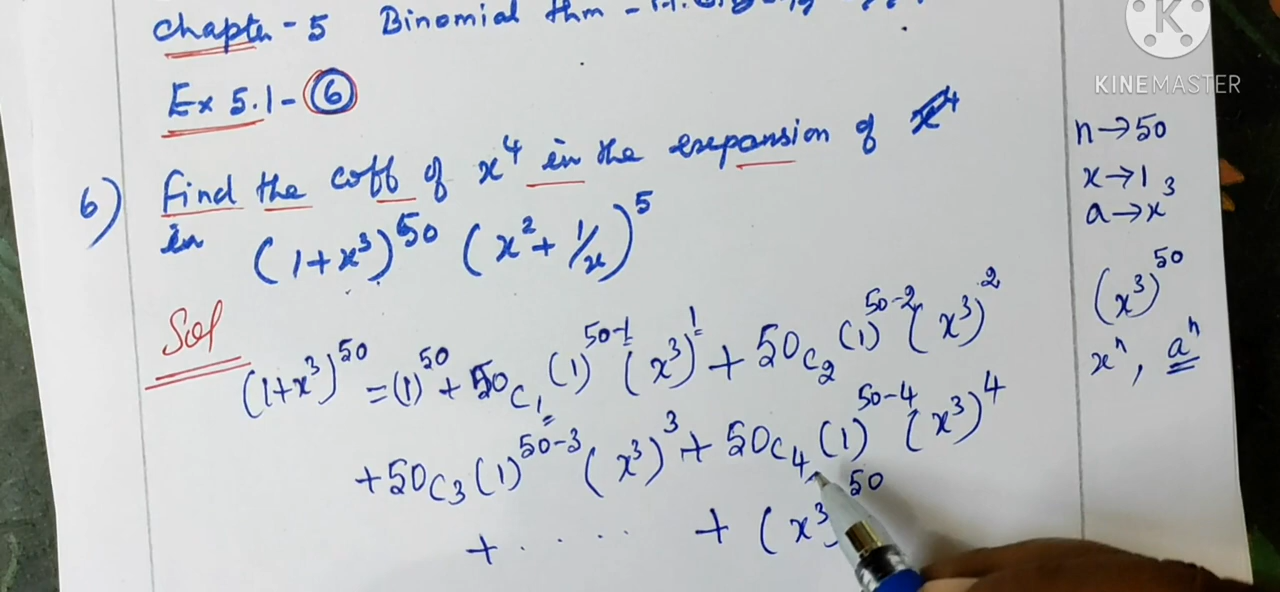 Chapter - 5 Binomial thm -
KINEMASTER
Ex 5.1 - 6
6) Find the coff of x⁴ in the expansion of x⁴
in (1+x³)⁵⁰ (x² + 1/x)⁵
n → 50
x → 1
a → x³
(x³)⁵⁰
xⁿ, aⁿ
Sol
(1+x³)⁵⁰ = (1)⁵⁰ + 50C₁ (1)⁵⁰⁻¹ (x³)¹ + 50C₂ (1)⁵⁰⁻² (x³)²
+ 50C₃ (1)⁵⁰⁻³ (x³)³ + 50C₄ (1)⁵⁰⁻⁴ (x³)⁴
+ ..... + (x³)⁵⁰